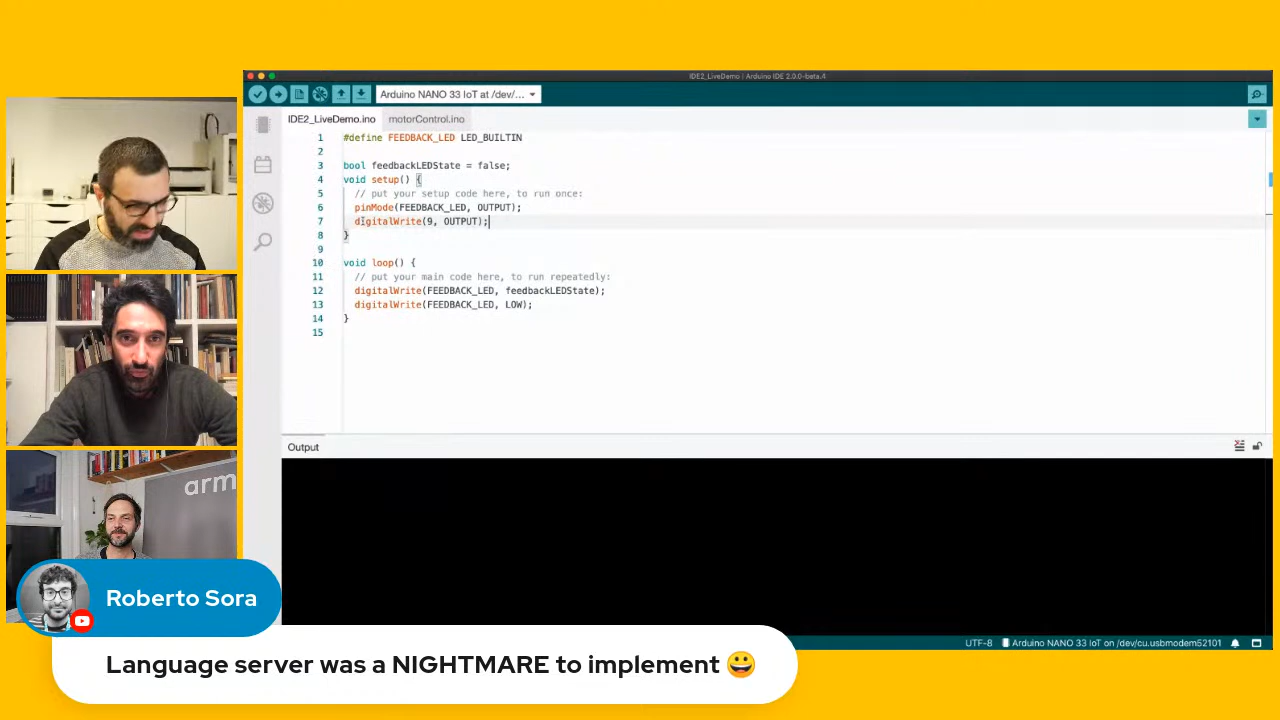 IDE2_LiveDemo | Arduino IDE 2.0.0-beta.4
Arduino NANO 33 IoT at /dev/...
IDE2_LiveDemo.ino
motorControl.ino
1 #define FEEDBACK_LED LED_BUILTIN
2
3 bool feedbackLEDState = false;
4 void setup() {
5 // put your setup code here, to run once:
6 pinMode(FEEDBACK_LED, OUTPUT);
7 digitalWrite(9, OUTPUT);
8 }
9
10 void loop() {
11 // put your main code here, to run repeatedly:
12 digitalWrite(FEEDBACK_LED, feedbackLEDState);
13 digitalWrite(FEEDBACK_LED, LOW);
14 }
15
Output
arm
UTF-8 Arduino NANO 33 IoT on /dev/cu.usbmodem52101
Roberto Sora
Language server was a NIGHTMARE to implement 😀